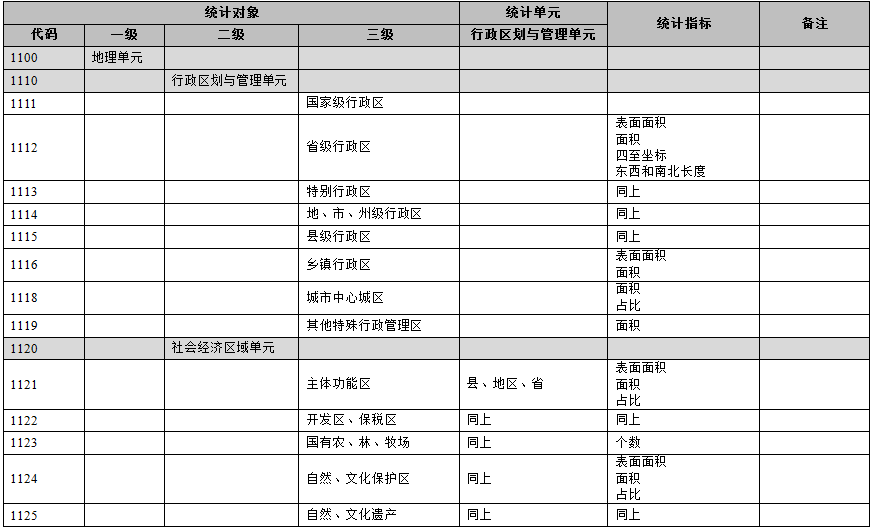 统计对象 统计单元 统计指标 备注
代码 一级 二级 三级 行政区划与管理单元
1100 地理单元
1110 行政区划与管理单元
1111 国家级行政区
1112 省级行政区 表面面积
面积
四至坐标
东西和南北长度
1113 特别行政区 同上
1114 地、市、州级行政区 同上
1115 县级行政区 同上
1116 乡镇行政区 表面面积
面积
1118 城市中心城区 面积
占比
1119 其他特殊行政管理区 面积
1120 社会经济区域单元
1121 主体功能区 县、地区、省 表面面积
面积
占比
1122 开发区、保税区 同上 同上
1123 国有农、林、牧场 同上 个数
1124 自然、文化保护区 同上 表面面积
面积
占比
1125 自然、文化遗产 同上 同上